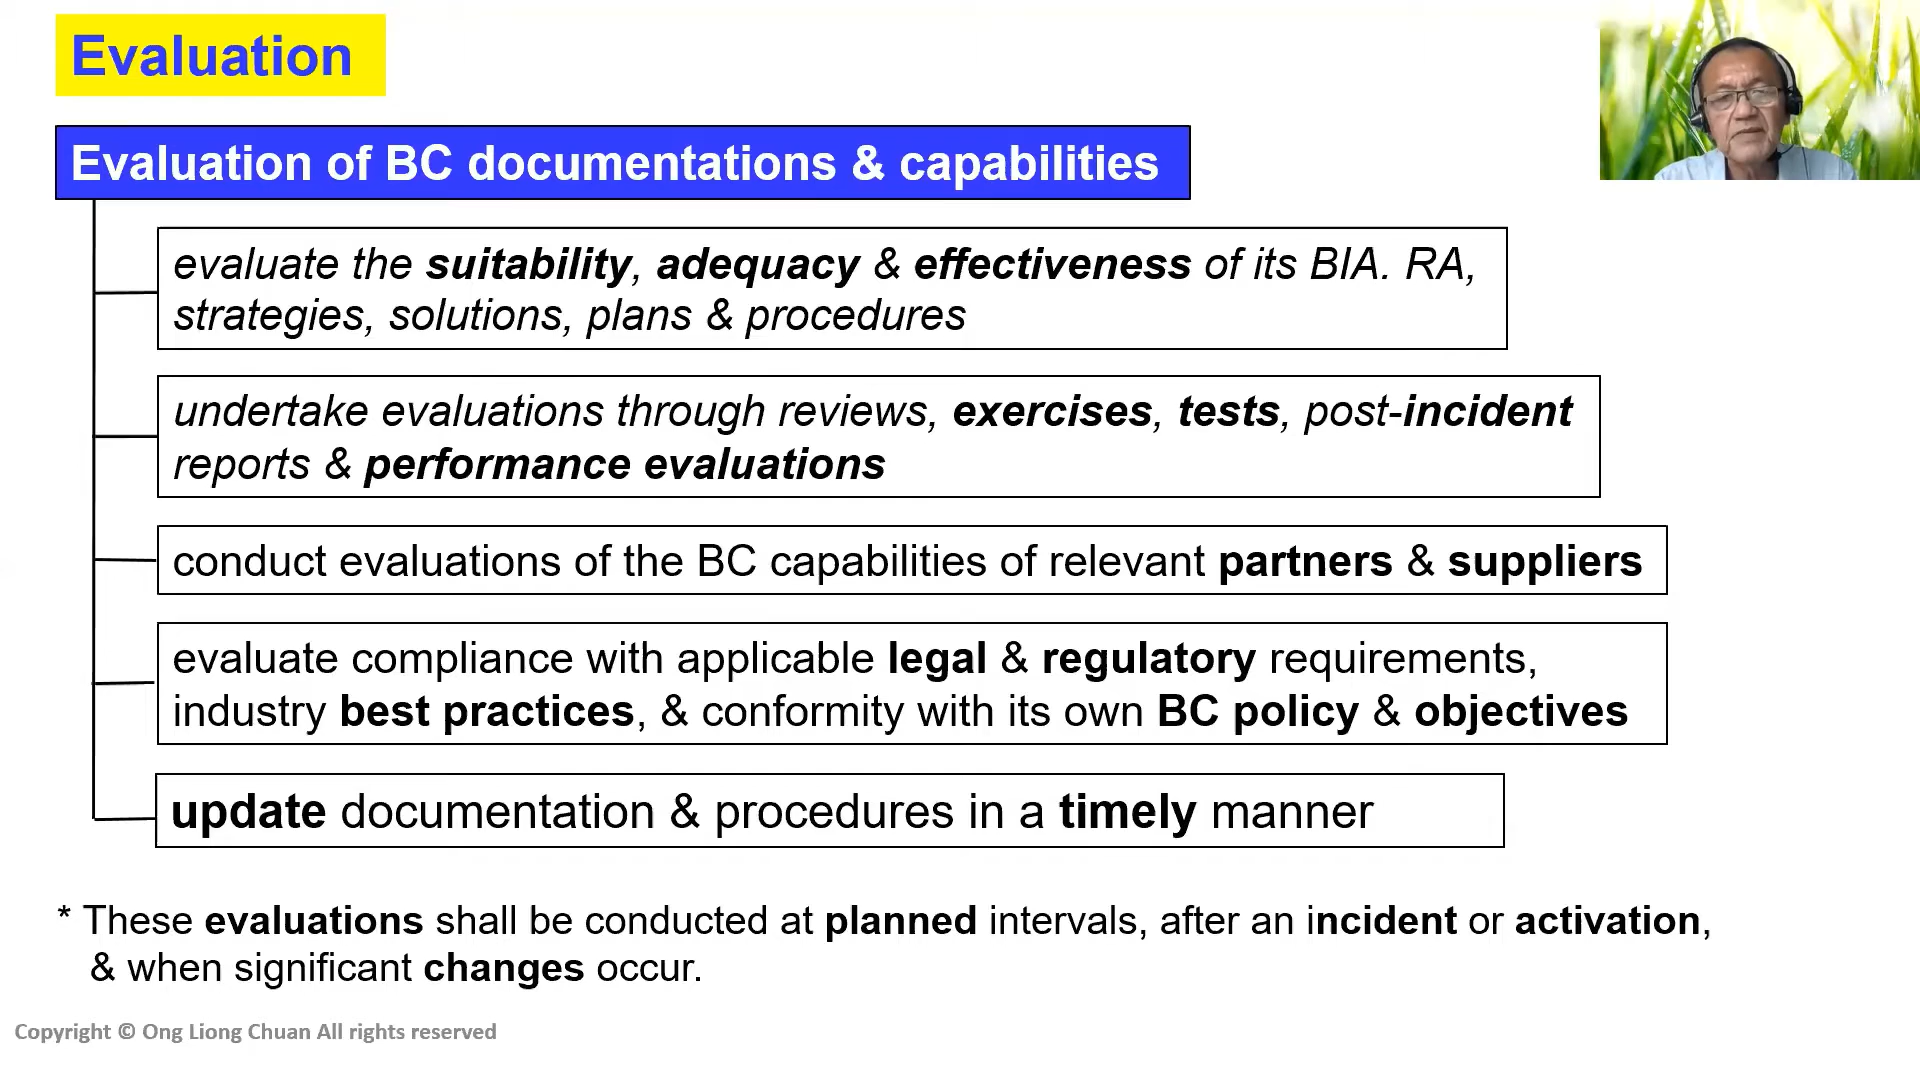 Evaluation
Evaluation of BC documentations & capabilities
evaluate the suitability, adequacy & effectiveness of its BIA. RA,
strategies, solutions, plans & procedures
undertake evaluations through reviews, exercises, tests, post-incident
reports & performance evaluations
conduct evaluations of the BC capabilities of relevant partners & suppliers
evaluate compliance with applicable legal & regulatory requirements,
industry best practices, & conformity with its own BC policy & objectives
update documentation & procedures in a timely manner
* These evaluations shall be conducted at planned intervals, after an incident or activation,
& when significant changes occur.
Copyright © Ong Liong Chuan All rights reserved